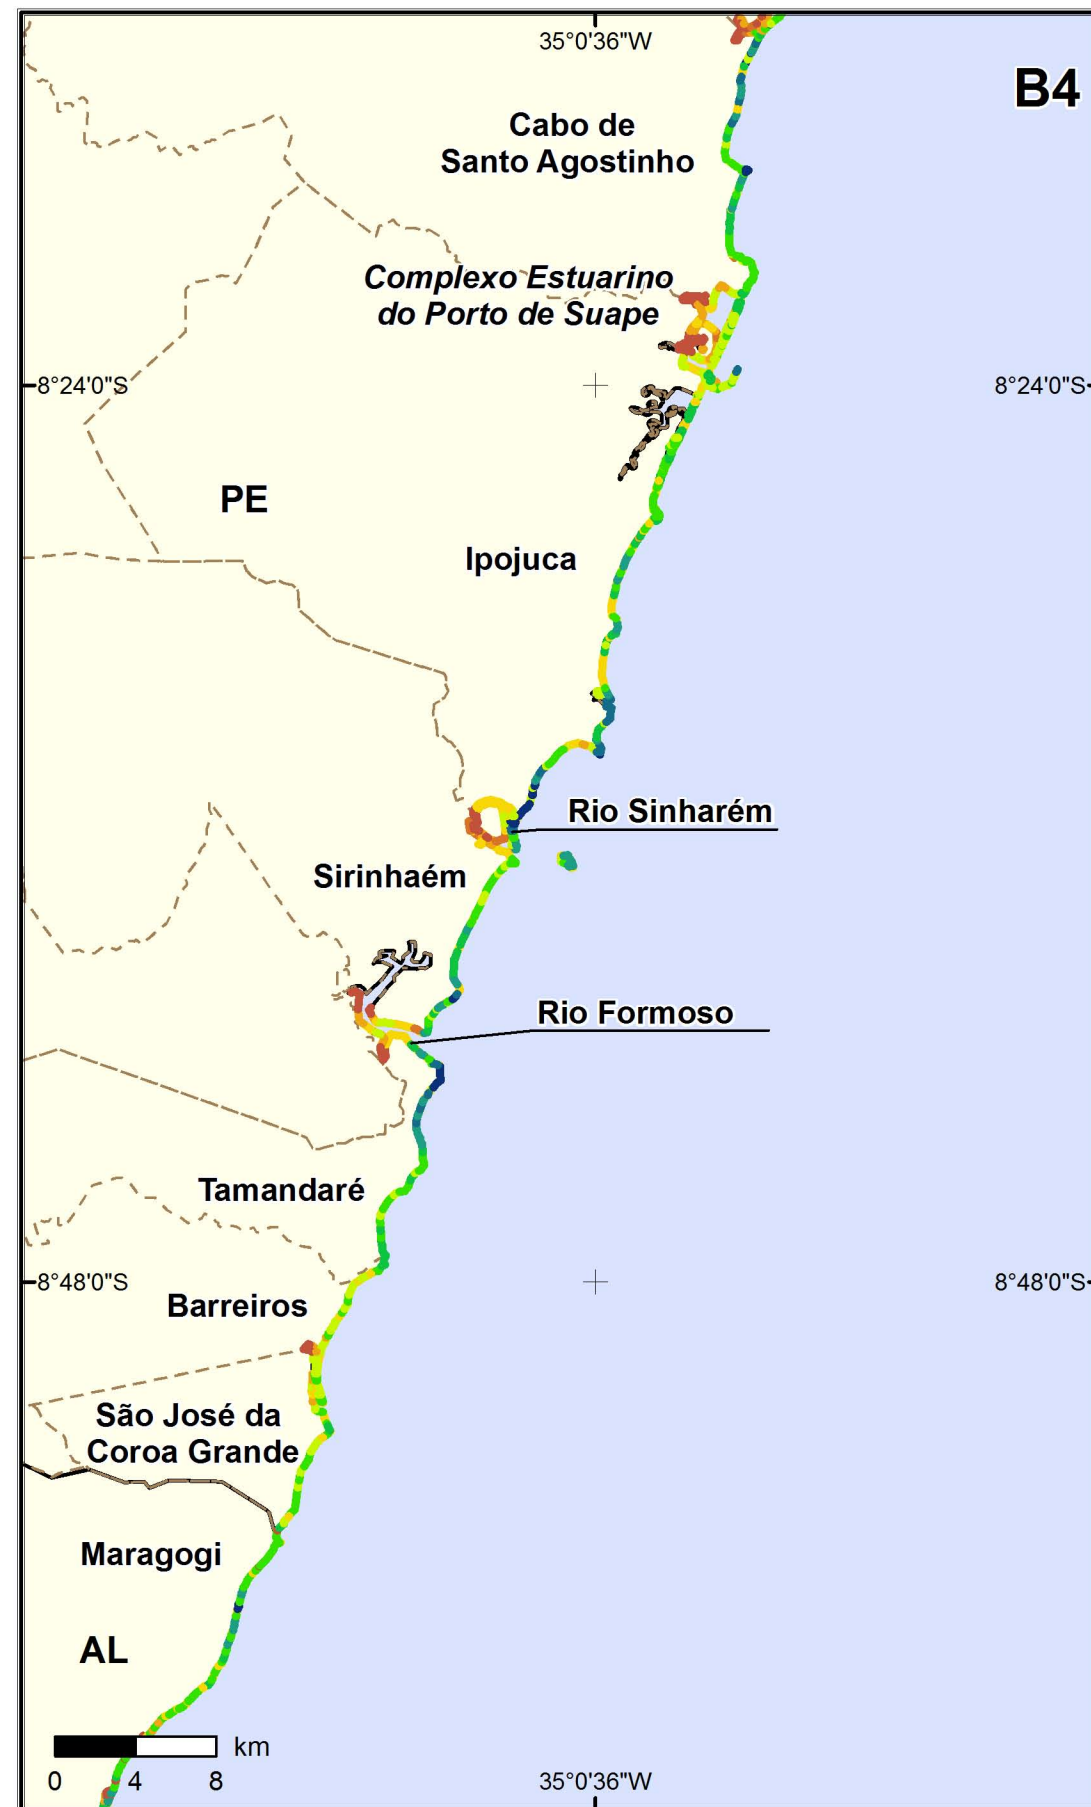 35°0'36"W
B4
Cabo de
Santo Agostinho
Complexo Estuarino
do Porto de Suape
8°24'0"S
8°24'0"S
PE
Ipojuca
Rio Sinharém
Sirinhaém
Rio Formoso
Tamandaré
8°48'0"S
8°48'0"S
Barreiros
São José da
Coroa Grande
Maragogi
AL
km
0 4 8
35°0'36"W